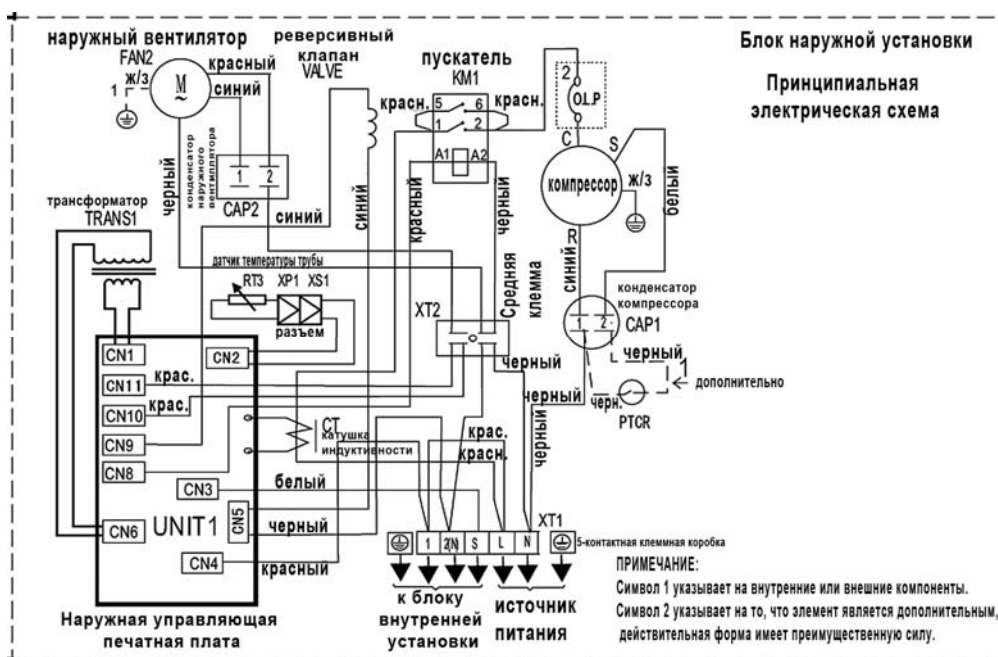 наружный вентилятор
FAN2
реверсивный
клапан
VALVE
пускатель
KM1
Блок наружной установки
Принципиальная
электрическая схема
красный
синий
ж/з
1
M
~
красн.
5
6
красн.
1
2
A1
A2
2
O.L.P
C
S
компрессор
ж/з
белый
R
синий
черный
конденсатор
наружного
вентиллятора
1
2
CAP2
синий
синий
красный
черный
трансформатор
TRANS1
датчик температуры трубы
RT3
XP1
XS1
разъем
XT2
Средняя
клемма
конденсатор
компрессора
1
2
CAP1
черный
1
дополнительно
черн.
PTCR
черный
черный
черный
CN1
CN2
CN11
крас.
CN10
крас.
CN9
CN8
CT
катушка
индуктивности
крас.
красн.
CN3
белый
CN5
черный
CN6
UNIT1
CN4
красный
XT1
1
2(N)
S
L
N
5-контактная клеммная коробка
к блоку
внутренней
установки
источник
питания
Наружная управляющая
печатная плата
ПРИМЕЧАНИЕ:
Символ 1 указывает на внутренние или внешние компоненты.
Символ 2 указывает на то, что элемент является дополнительным,
действительная форма имеет преимущественную силу.